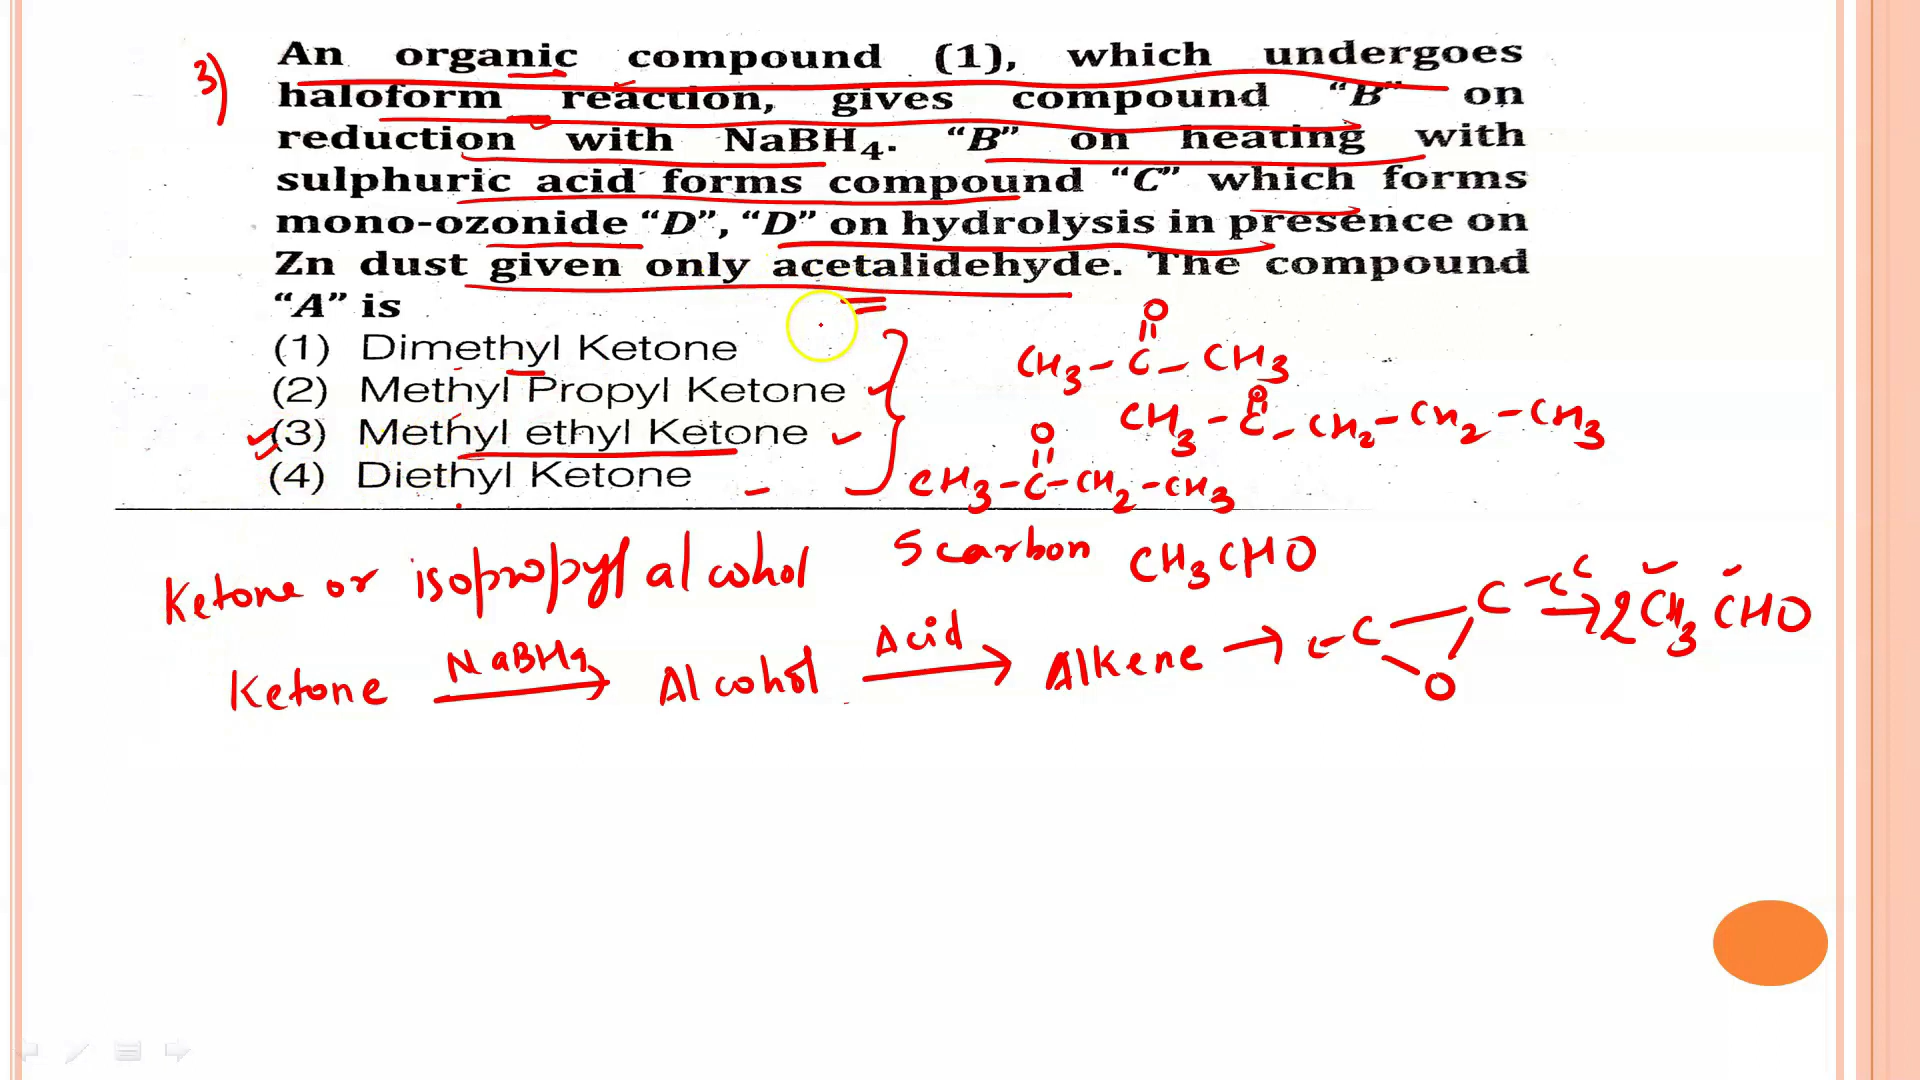 3)
An organic compound (1), which undergoes
haloform reaction, gives compound "B" on
reduction with NaBH4. "B" on heating with
sulphuric acid forms compound "C" which forms
mono-ozonide "D", "D" on hydrolysis in presence on
Zn dust given only acetalidehyde. The compound
"A" is
(1) Dimethyl Ketone
(2) Methyl Propyl Ketone
(3) Methyl ethyl Ketone
(4) Diethyl Ketone
O
CH3-C-CH3
O
CH3-C-CH2-CH2-CH3
O
CH3-C-CH2-CH3
Ketone or isopropyl alcohol 5 carbon CH3CHO
Ketone NaBH4 Alcohol Acid Alkene → C-C C-C-C → 2CH3CHO
O